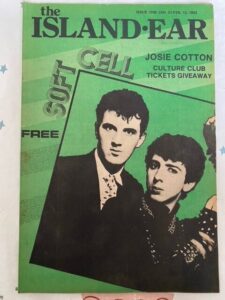 the
ISLAND•EAR
SOFT
CELL
JOSIE COTTON
CULTURE CLUB
TICKETS GIVEAWAY
FREE